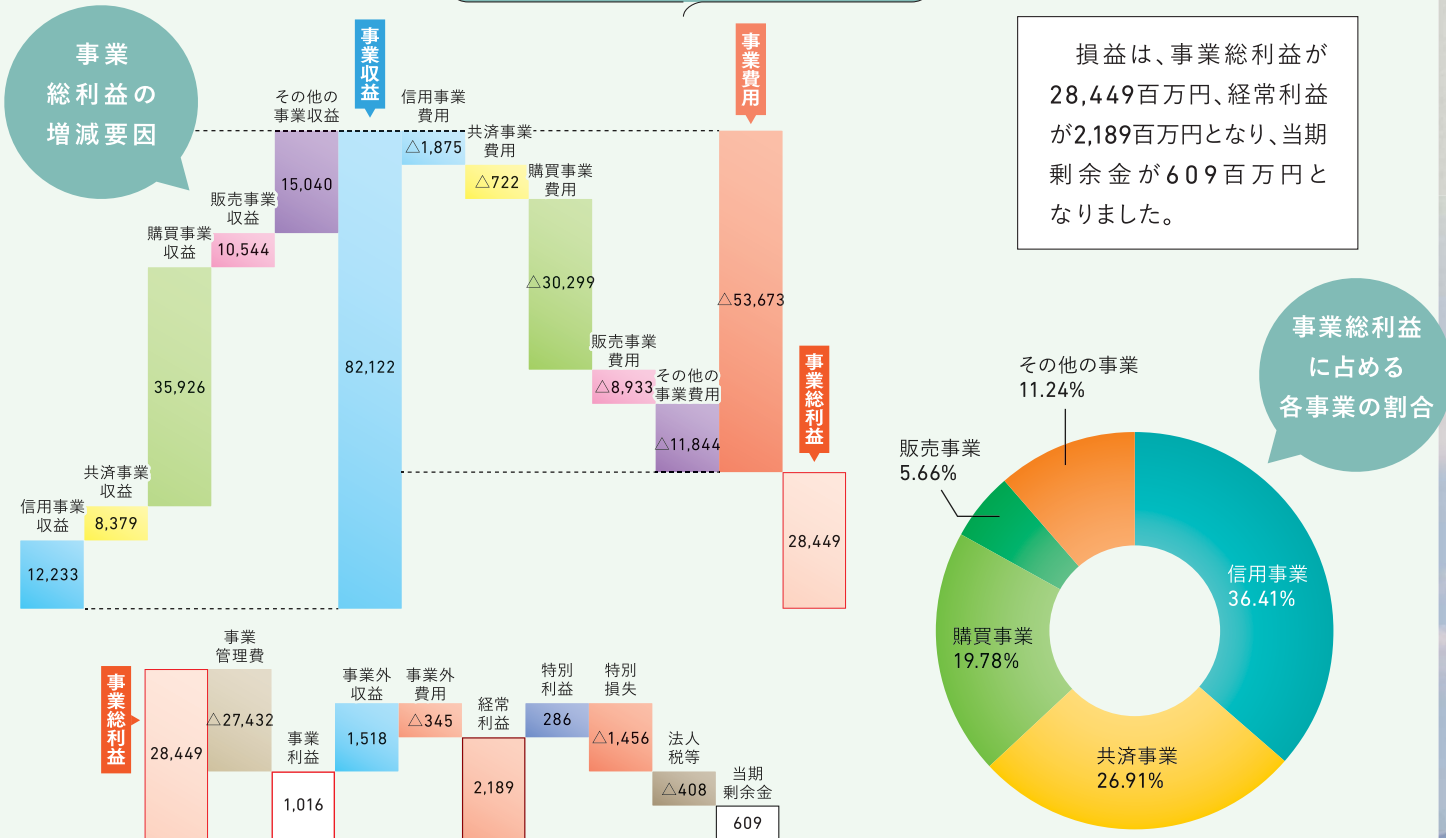 事業
総利益の
増減要因
信用事業
収益
12,233
共済事業
収益
8,379
購買事業
収益
35,926
販売事業
収益
10,544
その他の
事業収益
15,040
事業収益
82,122
信用事業
費用
△1,875
共済事業
費用
△722
購買事業
費用
△30,299
販売事業
費用
△8,933
その他の
事業費用
△11,844
事業費用
△53,673
事業総利益
28,449
損益は、事業総利益が
28,449百万円、経常利益
が2,189百万円となり、当期
剰余金が609百万円と
なりました。
事業総利益
に占める
各事業の割合
その他の事業
11.24%
販売事業
5.66%
信用事業
36.41%
購買事業
19.78%
共済事業
26.91%
事業総利益
28,449
事業
管理費
△27,432
事業
利益
1,016
事業外
収益
1,518
事業外
費用
△345
経常
利益
2,189
特別
利益
286
特別
損失
△1,456
法人
税等
△408
当期
剰余金
609